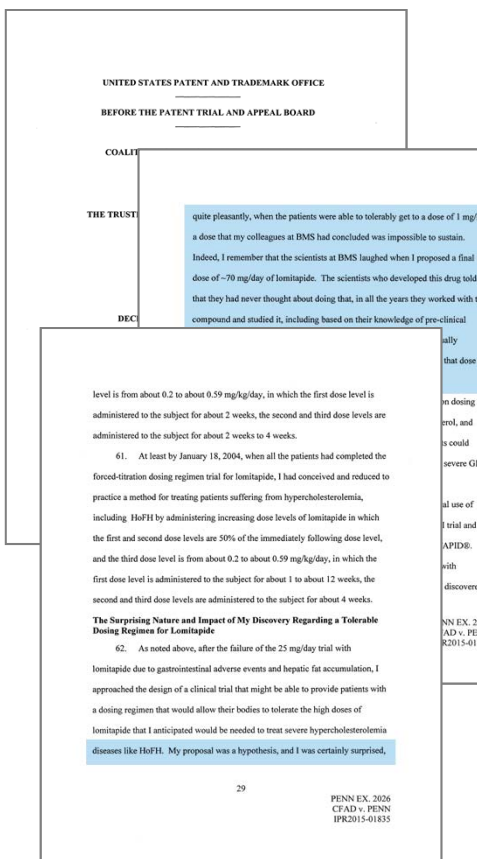 UNITED STATES PATENT AND TRADEMARK OFFICE
BEFORE THE PATENT TRIAL AND APPEAL BOARD
THE
quite pleasantly, when the patients were able to tolerably get to a dose of 1 mg/
a dose that my colleagues at BMS had concluded was impossible to sustain.
Indeed, I remember that the scientists at BMS laughed when I proposed a final
dose of ~70 mg/day of lomitapide. The scientists who developed this drug told
that they had never thought about doing that, in all the years they worked with
compound and studied it, including based on their knowledge of pre-clinical
that dose
dosing
and
could
severe
use of
trial and
with
level is from about 0.2 to about 0.59 mg/kg/day, in which the first dose level is
administered to the subject for about 2 weeks, the second and third dose levels are
administered to the subject for about 2 weeks to 4 weeks.
61. At least by January 18, 2004, when all the patients had completed the
forced-titration dosing regimen trial for lomitapide, I had conceived and reduced to
practice a method for treating patients suffering from hypercholesterolemia,
including HoFH by administering increasing dose levels of lomitapide in which
the first and second dose levels are 50% of the immediately following dose level,
and the third dose level is from about 0.2 to about 0.59 mg/kg/day, in which the
first dose level is administered to the subject for about 1 to about 12 weeks, the
second and third dose levels are administered to the subject for about 4 weeks.
The Surprising Nature and Impact of My Discovery Regarding a Tolerable
Dosing Regimen for Lomitapide
62. As noted above, after the failure of the 25 mg/day trial with
lomitapide due to gastrointestinal adverse events and hepatic fat accumulation, I
approached the design of a clinical trial that might be able to provide patients with
a dosing regimen that would allow their bodies to tolerate the high doses of
lomitapide that I anticipated would be needed to treat severe hypercholesterolemia
diseases like HoFH. My proposal was a hypothesis, and I was certainly surprised,
29
PENN EX. 2026
CFAD v. PENN
IPR2015-01835